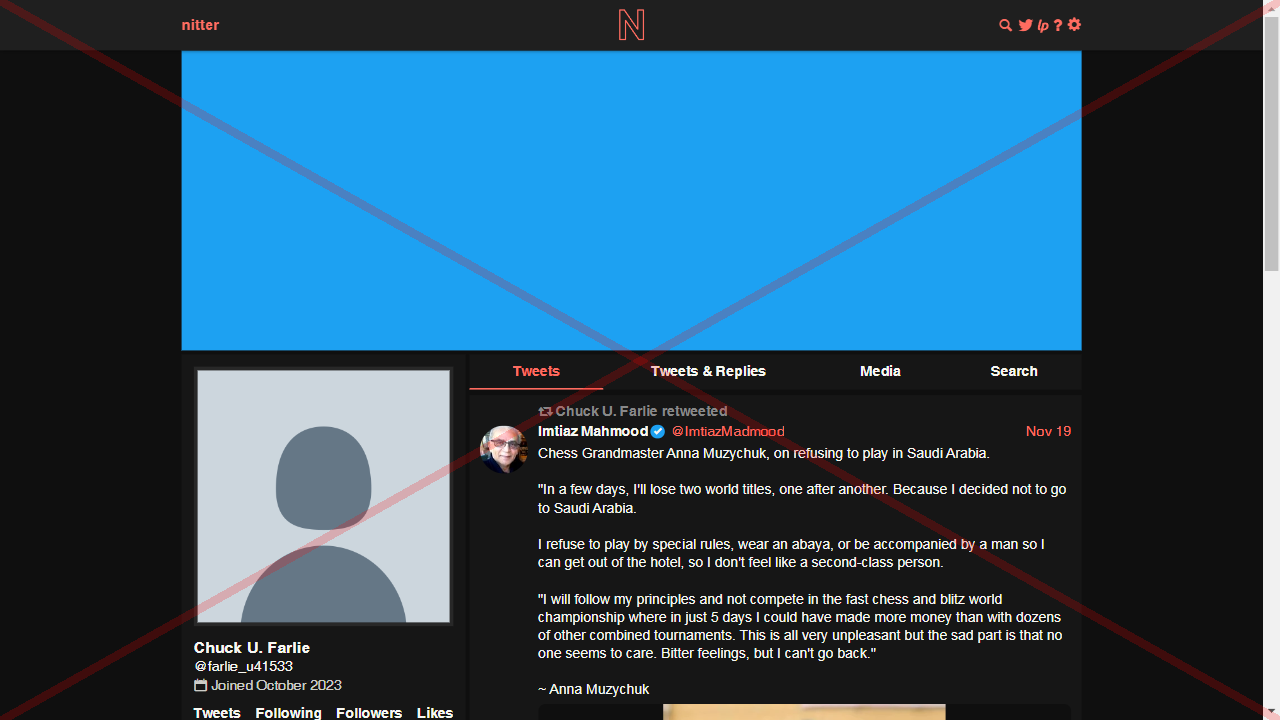 nitter
N
lp ?
Tweets
Tweets & Replies
Media
Search
Chuck U. Farlie retweeted
Imtiaz Mahmood @ImtiazMadmood Nov 19
Chess Grandmaster Anna Muzychuk, on refusing to play in Saudi Arabia.
"In a few days, I'll lose two world titles, one after another. Because I decided not to go
to Saudi Arabia.
I refuse to play by special rules, wear an abaya, or be accompanied by a man so I
can get out of the hotel, so I don't feel like a second-class person.
"I will follow my principles and not compete in the fast chess and blitz world
championship where in just 5 days I could have made more money than with dozens
of other combined tournaments. This is all very unpleasant but the sad part is that no
one seems to care. Bitter feelings, but I can't go back."
~ Anna Muzychuk
Chuck U. Farlie
@farlie_u41533
Joined October 2023
Tweets Following Followers Likes